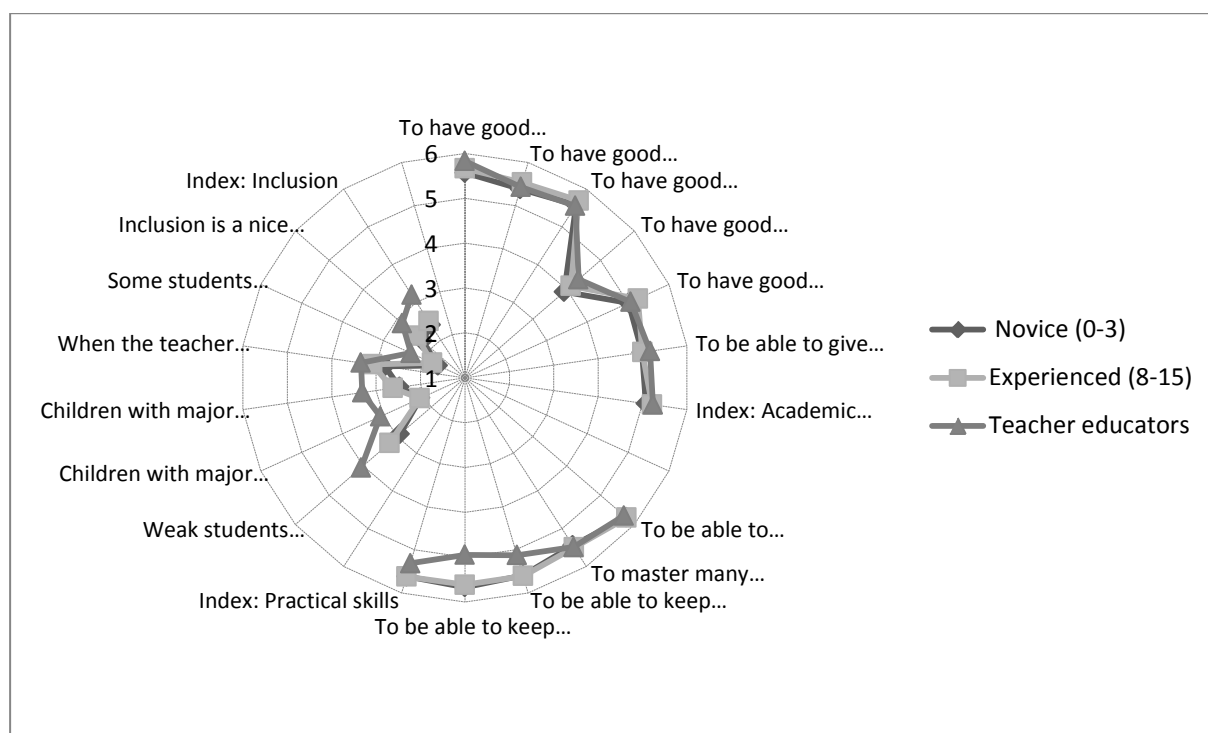 To have good...
To have good...
To have good...
To have good...
To have good...
To be able to give...
Index: Academic...
To be able to...
To master many...
To be able to keep...
To be able to keep...
Index: Practical skills
Weak students...
Children with major...
Children with major...
When the teacher...
Some students...
Inclusion is a nice...
Index: Inclusion
6
5
4
3
2
1
Novice (0-3)
Experienced (8-15)
Teacher educators